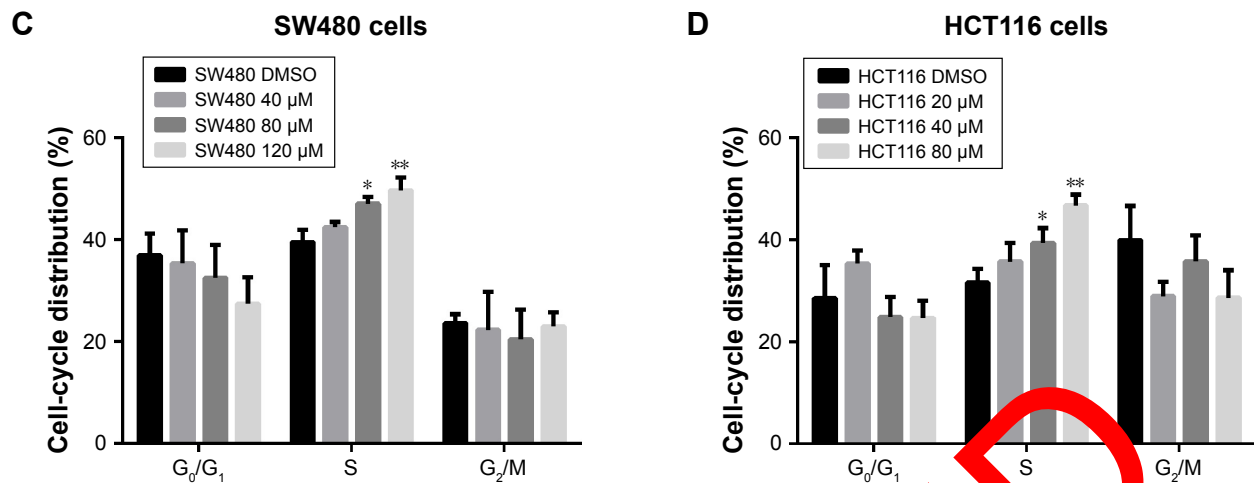 C
SW480 cells
SW480 DMSO
SW480 40 µM
SW480 80 µM
SW480 120 µM
Cell-cycle distribution (%)
60
40
20
0
*
**
G₀/G₁
S
G₂/M
D
HCT116 cells
HCT116 DMSO
HCT116 20 µM
HCT116 40 µM
HCT116 80 µM
Cell-cycle distribution (%)
60
40
20
0
*
**
G₀/G₁
S
G₂/M